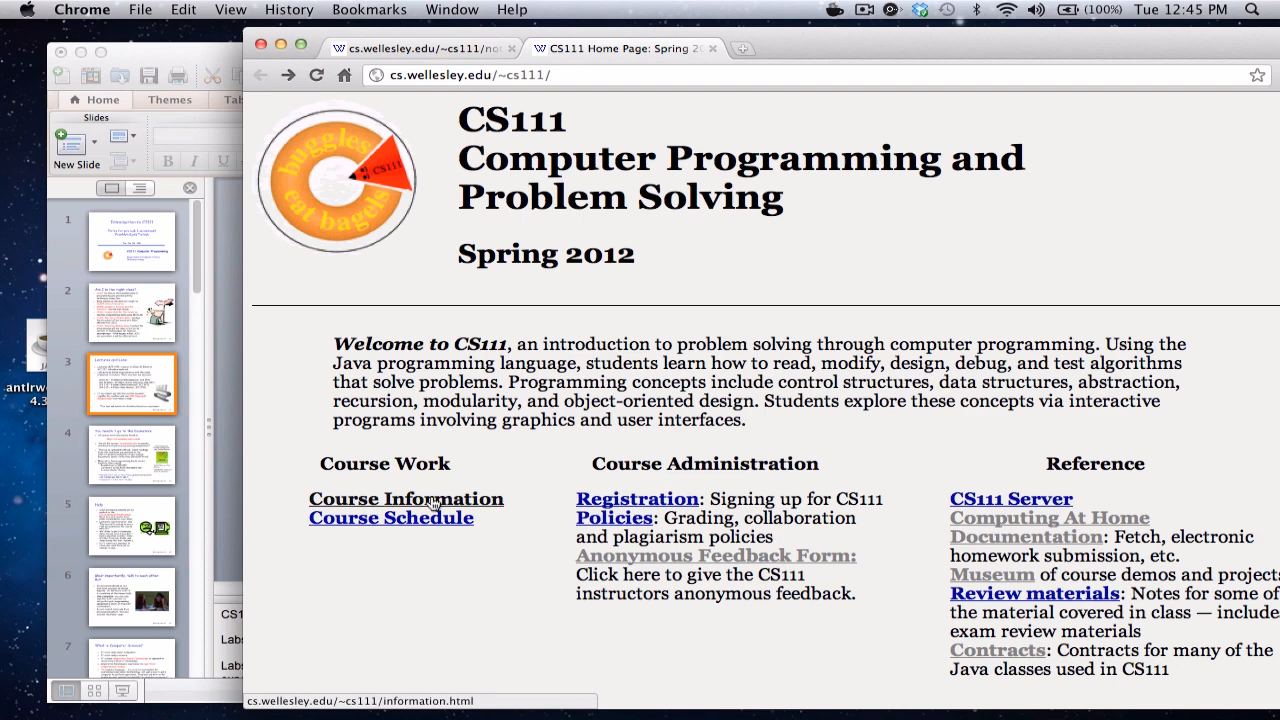 Chrome File Edit View History Bookmarks Window Help
(100%) Tue 12:45 PM
cs.wellesley.edu/~cs111/no
CS111 Home Page: Spring 2
cs.wellesley.edu/~cs111/
Home Themes Tab
Slides
New Slide
B I U
1
2
3
4
5
6
7
4.3
CS1
Labs
Labs
buggles eat bagels
CS111
CS111
Computer Programming and
Problem Solving
Spring 2012
Welcome to CS111, an introduction to problem solving through computer programming. Using the
Java programming language, students learn how to read, modify, design, debug, and test algorithms
that solve problems. Programming concepts include control structures, data structures, abstraction,
recursion, modularity, and object-oriented design. Students explore these concepts via interactive
programs involving graphics and user interfaces.
Course Work
Course Information
Course Schedule
Course Administration
Registration: Signing up for CS111
Policies: Grading, collaboration
and plagiarism policies
Anonymous Feedback Form:
Click here to give the CS111
instructors anonymous feedback.
Reference
CS111 Server
Computing At Home
Documentation: Fetch, electronic
homework submission, etc.
Museum of course demos and projects
Review materials: Notes for some of
the material covered in class — include
exam review materials
Contracts: Contracts for many of the
Java classes used in CS111
cs.wellesley.edu/~cs111/information.html